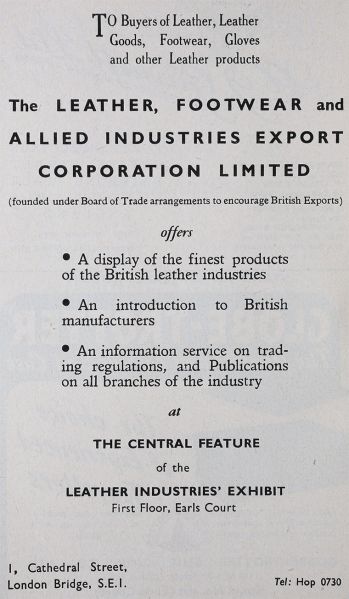 TO Buyers of Leather, Leather
Goods, Footwear, Gloves
and other Leather products
The LEATHER, FOOTWEAR and
ALLIED INDUSTRIES EXPORT
CORPORATION LIMITED
(founded under Board of Trade arrangements to encourage British Exports)
offers
• A display of the finest products
of the British leather industries
• An introduction to British
manufacturers
• An information service on trad-
ing regulations, and Publications
on all branches of the industry
at
THE CENTRAL FEATURE
of the
LEATHER INDUSTRIES' EXHIBIT
First Floor, Earls Court
1, Cathedral Street,
London Bridge, S.E.1.
Tel: Hop 0730